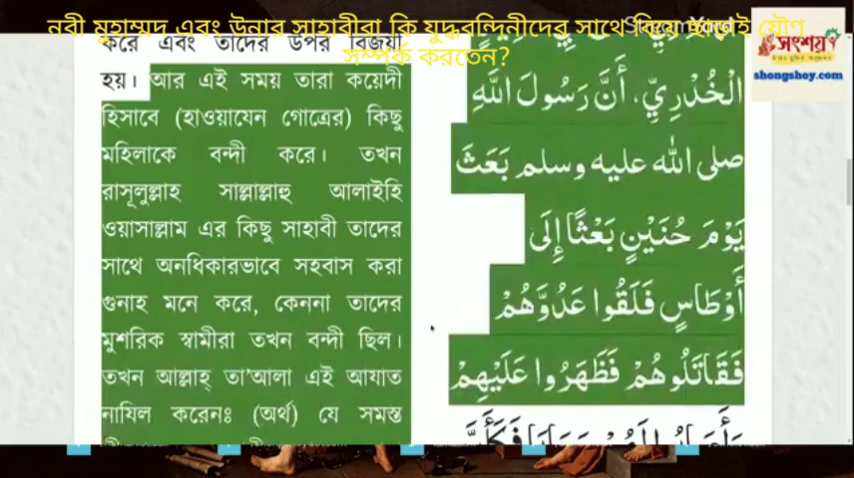 নবী মুহাম্মদ এবং উনার সাহাবীরা কি যুদ্ধবন্দিনীদের সাথে বিয়ে ছাড়াই যৌণ
সম্পর্ক করতেন?
সংশয়
shongshoy.com
করে এবং তাদের উপর বিজয়ী
হয়। আর এই সময় তারা কয়েদী
হিসাবে (হাওয়াযেন গোত্রের) কিছু
মহিলাকে বন্দী করে। তখন
রাসূলুল্লাহ সাল্লাল্লাহু আলাইহি
ওয়াসাল্লাম এর কিছু সাহাবী তাদের
সাথে অনধিকারভাবে সহবাস করা
গুনাহ মনে করে, কেননা তাদের
মুশরিক স্বামীরা তখন বন্দী ছিল।
তখন আল্লাহ্ তা'আলা এই আযাত
নাযিল করেনঃ (অর্থ) যে সমস্ত
الْخُدْرِيِّ، أَنَّ رَسُولَ اللَّهِ
صلى الله عليه وسلم بَعَثَ
يَوْمَ حُنَيْنٍ بَعْثًا إِلَى
أَوْطَاسٍ فَلَقُوا عَدُوَّهُمْ
فَقَاتَلُوهُمْ فَظَهَرُوا عَلَيْهِمْ